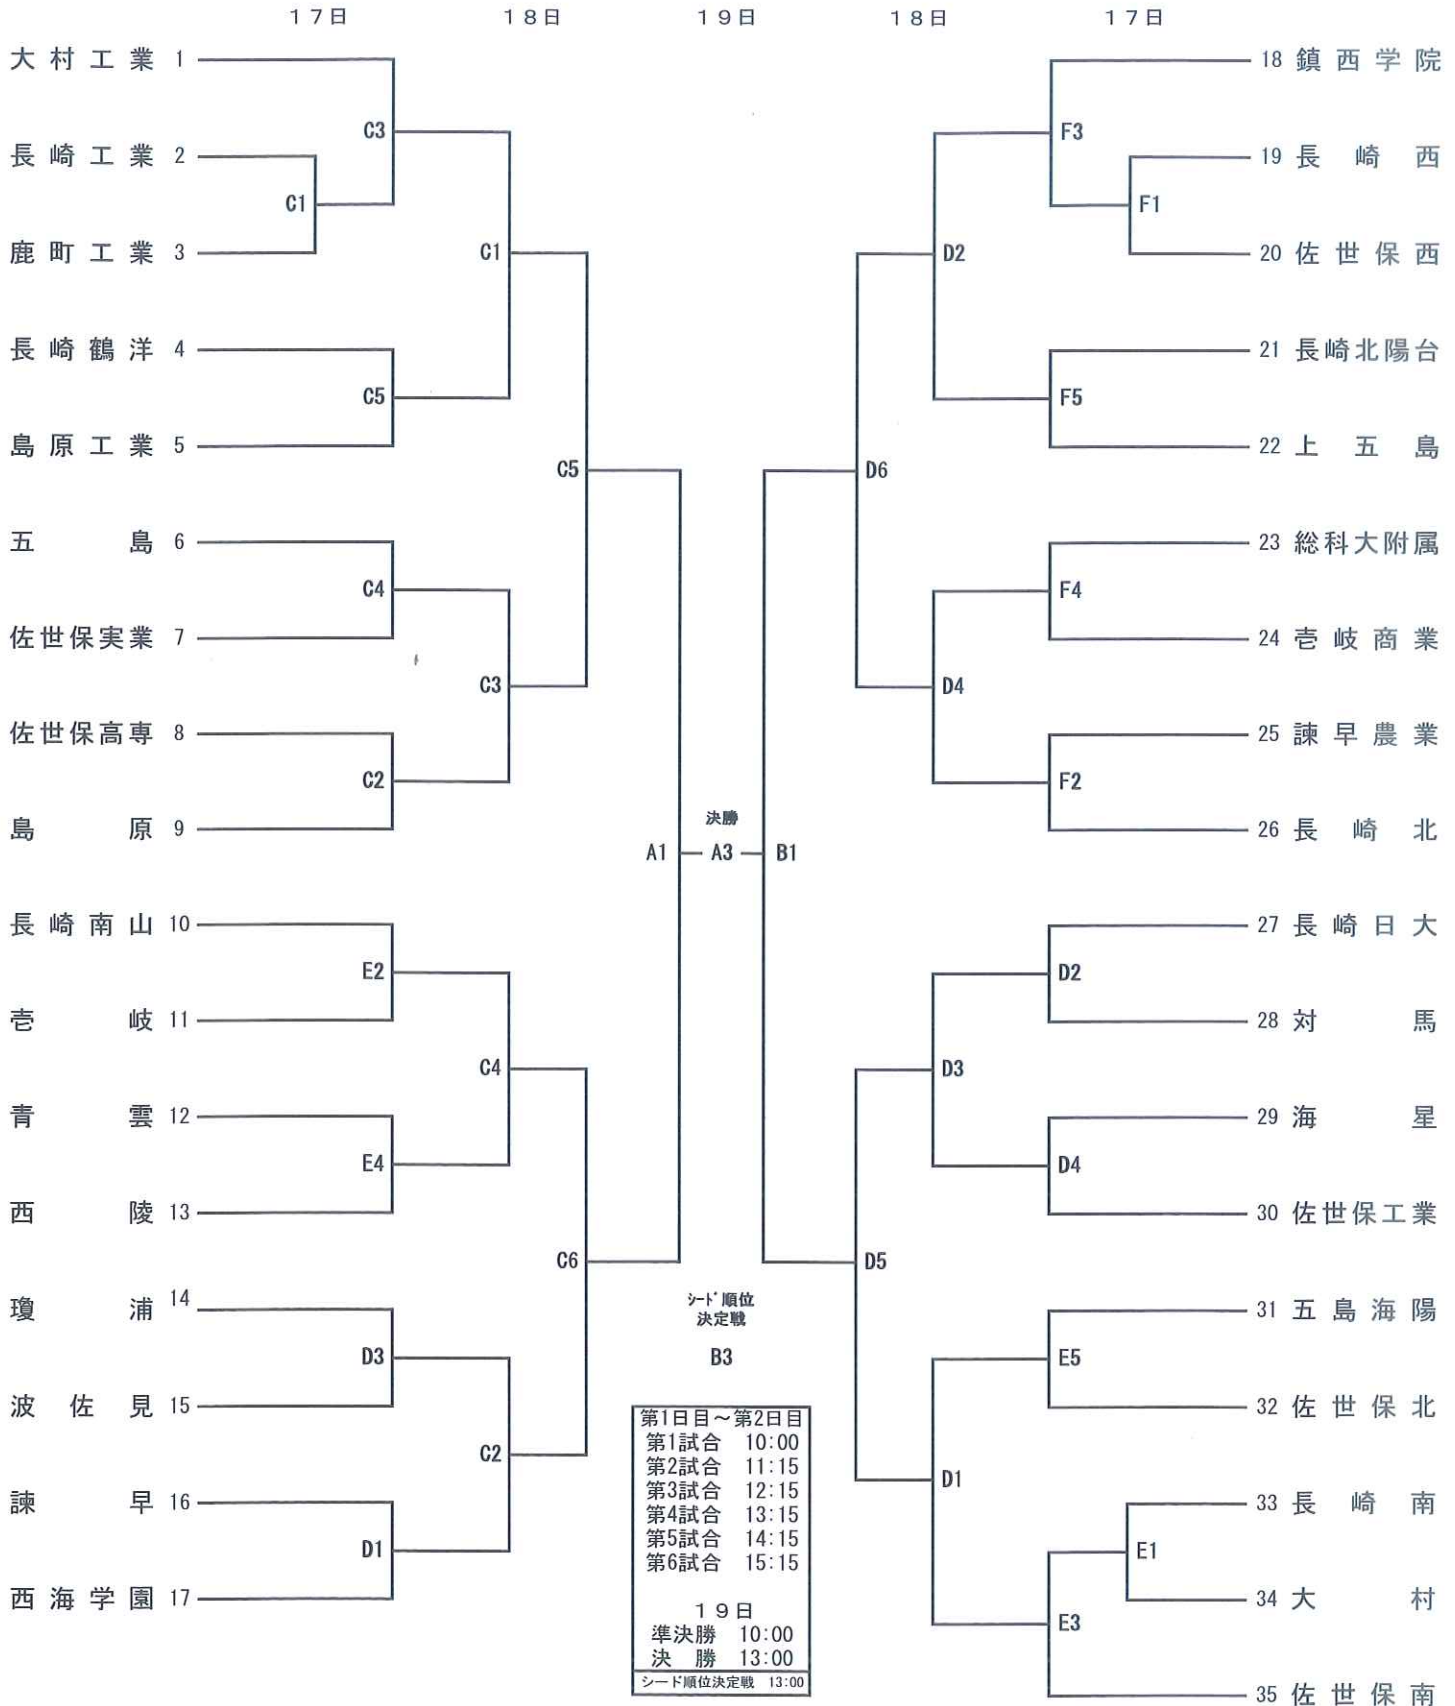 17日 18日 19日 18日 17日
大村工業 1
18 鎮西学院
C3
F3
長崎工業 2
19 長崎西
C1
F1
鹿町工業 3
C1
D2
20 佐世保西
長崎鶴洋 4
21 長崎北陽台
C5
F5
島原工業 5
22 上五島
C5
D6
五島 6
23 総科大附属
C4
F4
佐世保実業 7
24 壱岐商業
C3
D4
佐世保高専 8
25 諫早農業
C2
F2
決勝
島原 9
26 長崎北
A1 A3 B1
長崎南山 10
27 長崎日大
E2
D2
壱岐 11
28 対馬
C4
D3
青雲 12
29 海星
E4
D4
西陵 13
30 佐世保工業
C6
D5
シード順位
決定戦
瓊浦 14
31 五島海陽
D3
B3
E5
波佐見 15
32 佐世保北
C2
D1
諫早 16
33 長崎南
D1
E1
西海学園 17
34 大村
E3
35 佐世保南
第1日目～第2日目
第1試合 10:00
第2試合 11:15
第3試合 12:15
第4試合 13:15
第5試合 14:15
第6試合 15:15
19日
準決勝 10:00
決勝 13:00
シード順位決定戦 13:00